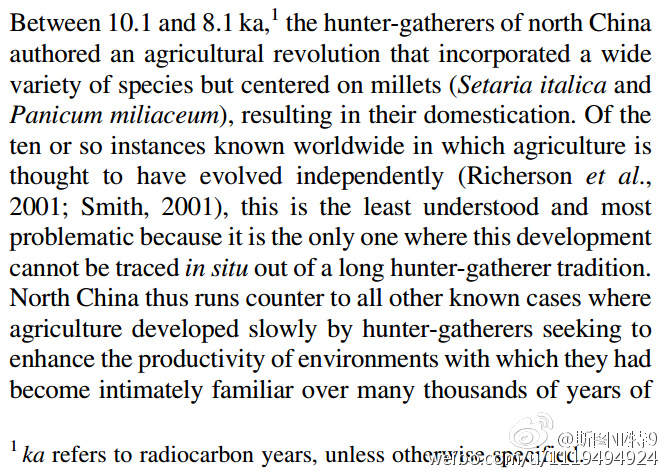 Between 10.1 and 8.1 ka,¹ the hunter-gatherers of north China
authored an agricultural revolution that incorporated a wide
variety of species but centered on millets (Setaria italica and
Panicum miliaceum), resulting in their domestication. Of the
ten or so instances known worldwide in which agriculture is
thought to have evolved independently (Richerson et al.,
2001; Smith, 2001), this is the least understood and most
problematic because it is the only one where this development
cannot be traced in situ out of a long hunter-gatherer tradition.
North China thus runs counter to all other known cases where
agriculture developed slowly by hunter-gatherers seeking to
enhance the productivity of environments with which they had
become intimately familiar over many thousands of years of
¹ ka refers to radiocarbon years, unless otherwise specified.
weibo.com/u/1119494924